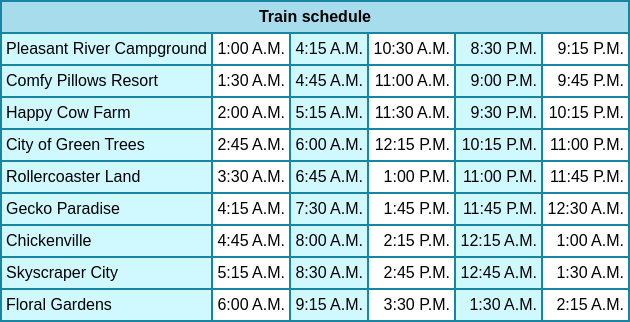 Train schedule
Pleasant River Campground 1:00 A.M. 4:15 A.M. 10:30 A.M. 8:30 P.M. 9:15 P.M.
Comfy Pillows Resort 1:30 A.M. 4:45 A.M. 11:00 A.M. 9:00 P.M. 9:45 P.M.
Happy Cow Farm 2:00 A.M. 5:15 A.M. 11:30 A.M. 9:30 P.M. 10:15 P.M.
City of Green Trees 2:45 A.M. 6:00 A.M. 12:15 P.M. 10:15 P.M. 11:00 P.M.
Rollercoaster Land 3:30 A.M. 6:45 A.M. 1:00 P.M. 11:00 P.M. 11:45 P.M.
Gecko Paradise 4:15 A.M. 7:30 A.M. 1:45 P.M. 11:45 P.M. 12:30 A.M.
Chickenville 4:45 A.M. 8:00 A.M. 2:15 P.M. 12:15 A.M. 1:00 A.M.
Skyscraper City 5:15 A.M. 8:30 A.M. 2:45 P.M. 12:45 A.M. 1:30 A.M.
Floral Gardens 6:00 A.M. 9:15 A.M. 3:30 P.M. 1:30 A.M. 2:15 A.M.